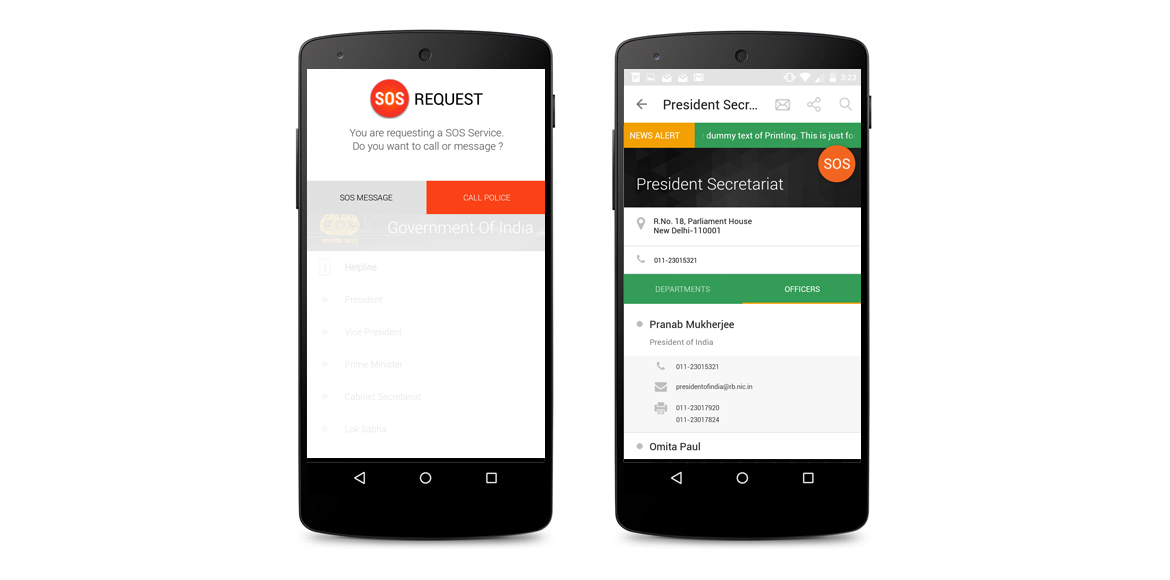 SOS REQUEST
You are requesting a SOS Service.
Do you want to call or message ?
SOS MESSAGE
CALL POLICE
Government Of India
Helpline
President
Vice President
Prime Minister
Cabinet Secretariat
Lok Sabha
3:23
President Secr...
NEWS ALERT
dummy text of Printing. This is just fo
SOS
President Secretariat
R.No. 18, Parliament House
New Delhi-110001
011-23015321
DEPARTMENTS
OFFICERS
Pranab Mukherjee
President of India
011-23015321
presidentofindia@rb.nic.in
011-23017920
011-23017824
Omita Paul